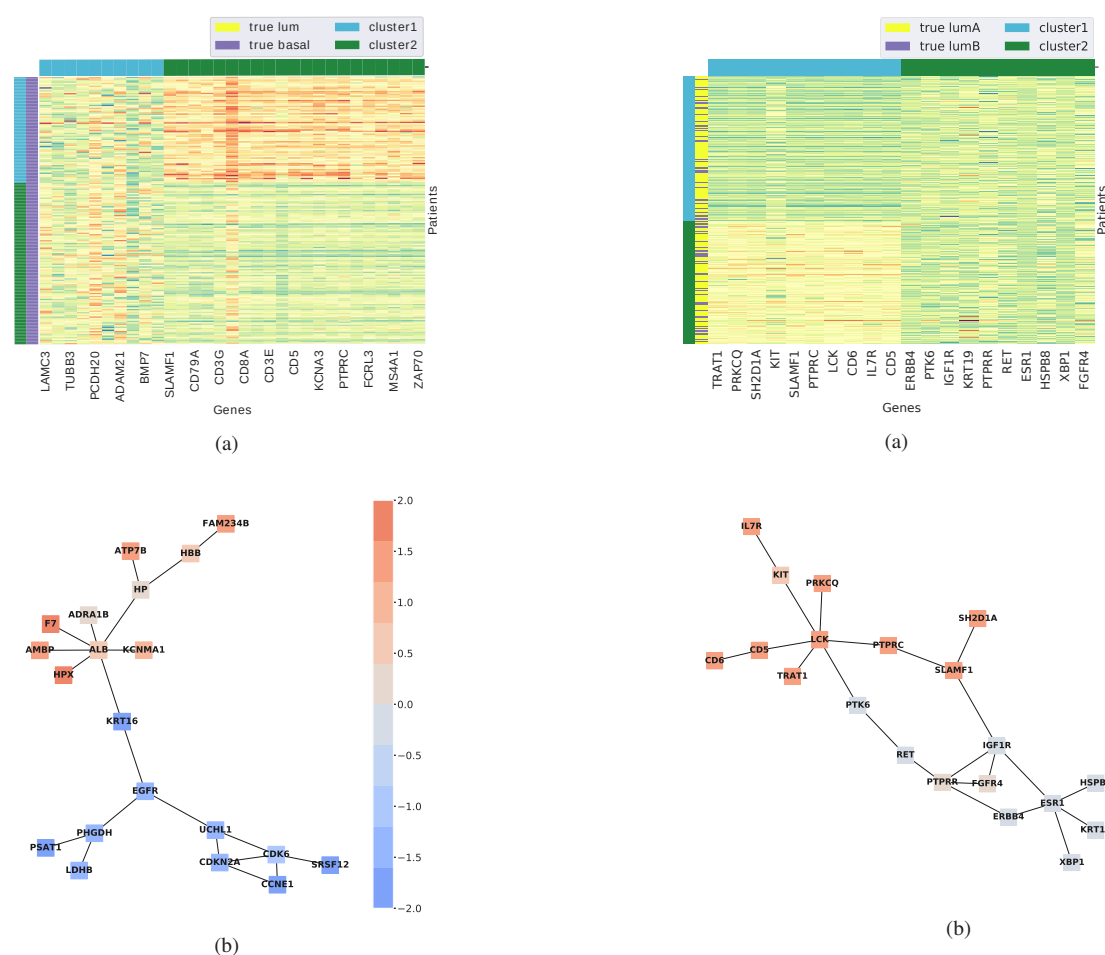 true lum
cluster1
true basal
cluster2
Patients
LAMC3
TUBB3
PCDH20
ADAM21
BMP7
SLAMF1
CD79A
CD3G
CD8A
CD3E
CD5
KCNA3
PTPRC
FCRL3
MS4A1
ZAP70
Genes
(a)
true lumA
cluster1
true lumB
cluster2
Patients
TRAT1
PRKCQ
SH2D1A
KIT
SLAMF1
PTPRC
LCK
CD6
IL7R
CD5
ERBB4
PTK6
IGF1R
KRT19
PTPRR
RET
ESR1
HSPB8
XBP1
FGFR4
Genes
(a)
FAM234B
ATP7B
HBB
HP
ADRA1B
F7
AMBP
ALB
KCNMA1
HPX
KRT16
EGFR
PHGDH
UCHL1
PSAT1
CDK6
LDHB
CDKN2A
SRSF12
CCNE1
2.0
1.5
1.0
0.5
0.0
−0.5
−1.0
−1.5
−2.0
(b)
IL7R
KIT
PRKCQ
SH2D1A
LCK
PTPRC
CD5
CD6
TRAT1
SLAMF1
PTK6
IGF1R
RET
PTPRR
FGFR4
HSPB
ESR1
ERBB4
KRT1
XBP1
(b)